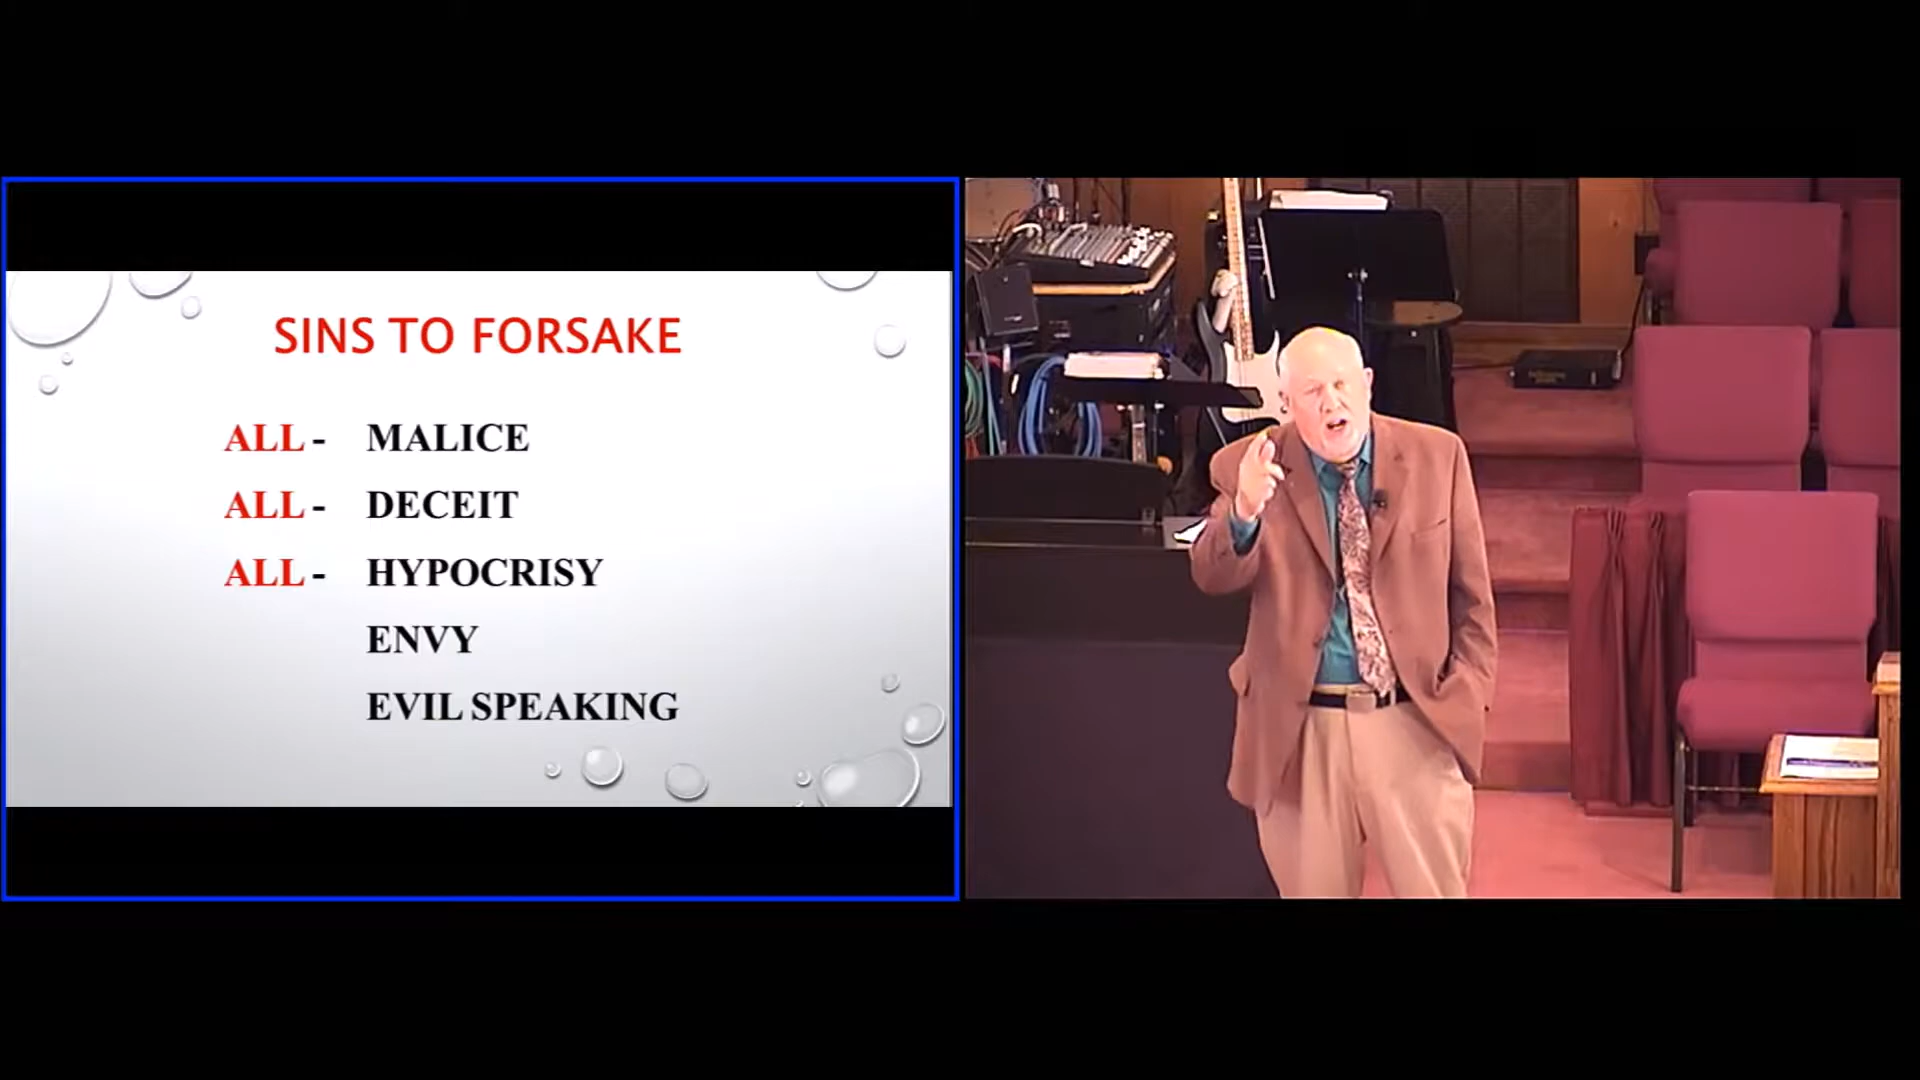 SINS TO FORSAKE
ALL - MALICE
ALL - DECEIT
ALL - HYPOCRISY
ENVY
EVIL SPEAKING